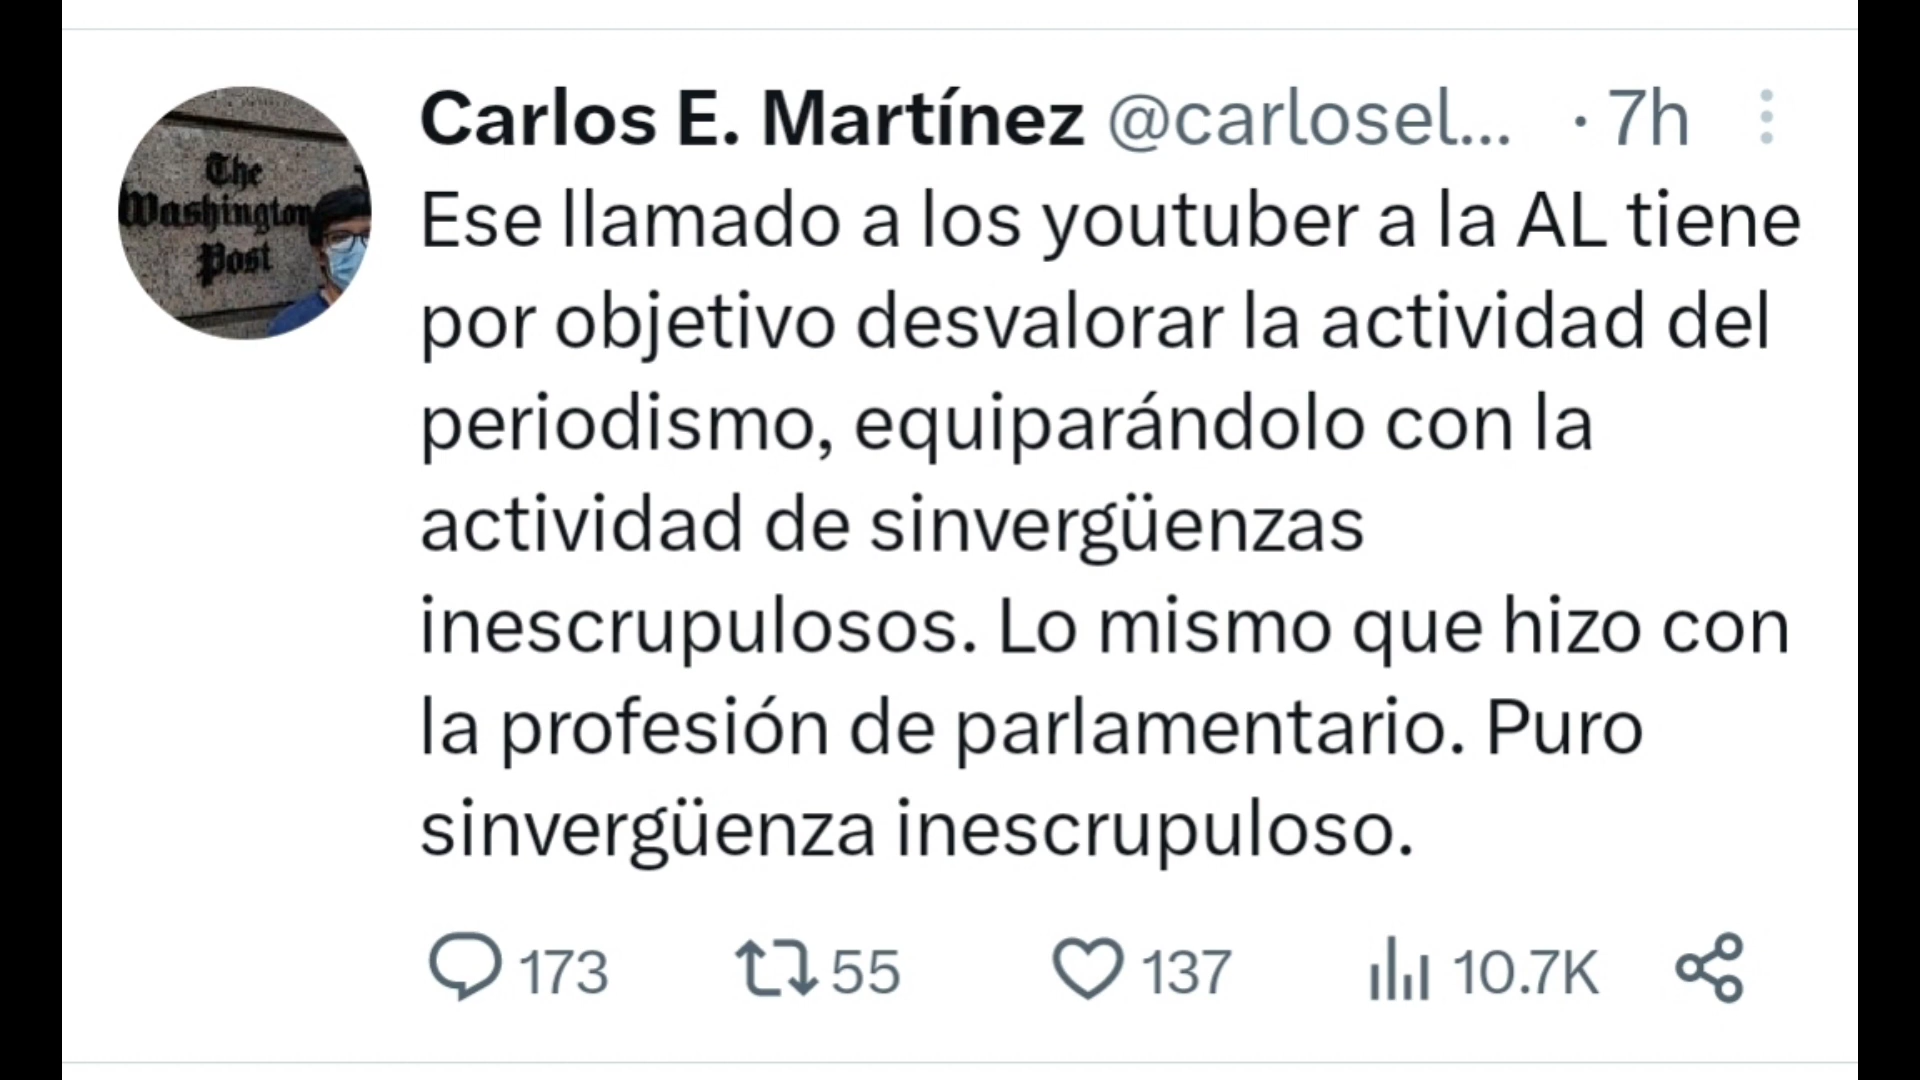 The
Washington
Post
Carlos E. Martínez @carlosel... · 7h
Ese llamado a los youtuber a la AL tiene
por objetivo desvalorar la actividad del
periodismo, equiparándolo con la
actividad de sinvergüenzas
inescrupulosos. Lo mismo que hizo con
la profesión de parlamentario. Puro
sinvergüenza inescrupuloso.
173 55 137 10.7K